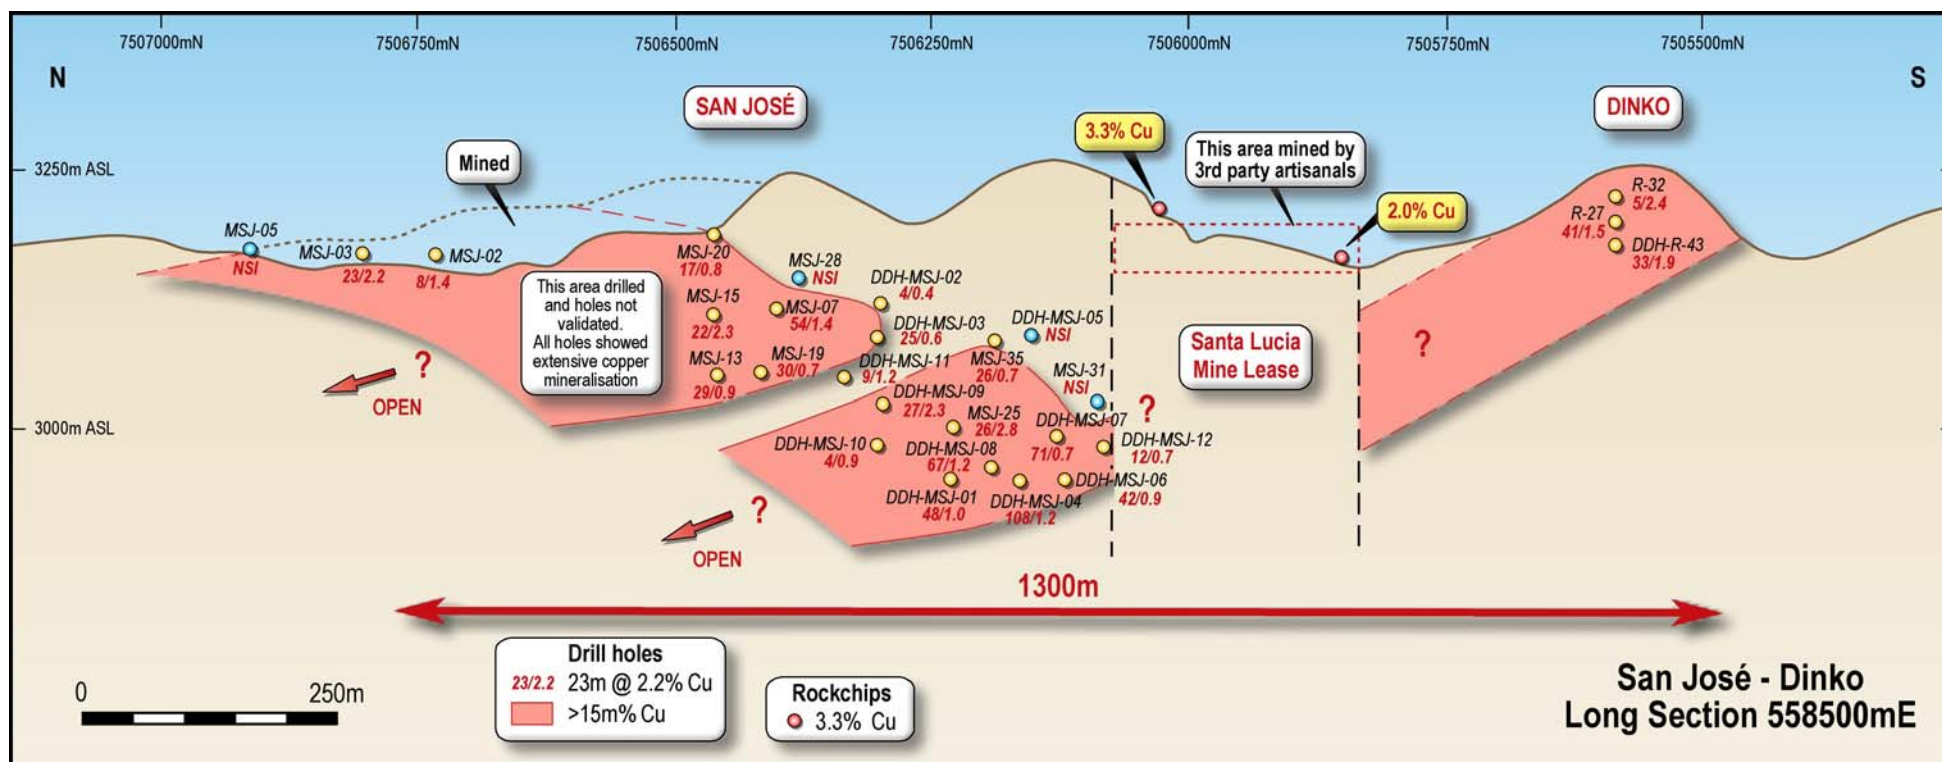 7507000mN
7506750mN
7506500mN
7506250mN
7506000mN
7505750mN
7505500mN
N
S
SAN JOSÉ
DINKO
3.3% Cu
This area mined by
3rd party artisanals
Mined
2.0% Cu
3250m ASL
3000m ASL
MSJ-05
NSI
MSJ-03
23/2.2
MSJ-02
8/1.4
MSJ-20
17/0.8
MSJ-28
NSI
DDH-MSJ-02
4/0.4
MSJ-15
22/2.3
MSJ-07
54/1.4
DDH-MSJ-03
25/0.6
DDH-MSJ-05
NSI
MSJ-13
29/0.9
MSJ-19
30/0.7
DDH-MSJ-11
9/1.2
MSJ-35
26/0.7
MSJ-31
NSI
DDH-MSJ-09
27/2.3
MSJ-25
26/2.8
DDH-MSJ-07
71/0.7
DDH-MSJ-12
12/0.7
DDH-MSJ-10
4/0.9
DDH-MSJ-08
67/1.2
DDH-MSJ-01
48/1.0
DDH-MSJ-04
108/1.2
DDH-MSJ-06
42/0.9
R-32
5/2.4
R-27
41/1.5
DDH-R-43
33/1.9
This area drilled
and holes not
validated.
All holes showed
extensive copper
mineralisation
Santa Lucia
Mine Lease
?
OPEN
?
OPEN
?
?
1300m
0
250m
Drill holes
23/2.2 23m @ 2.2% Cu
>15m% Cu
Rockchips
3.3% Cu
San José - Dinko
Long Section 558500mE